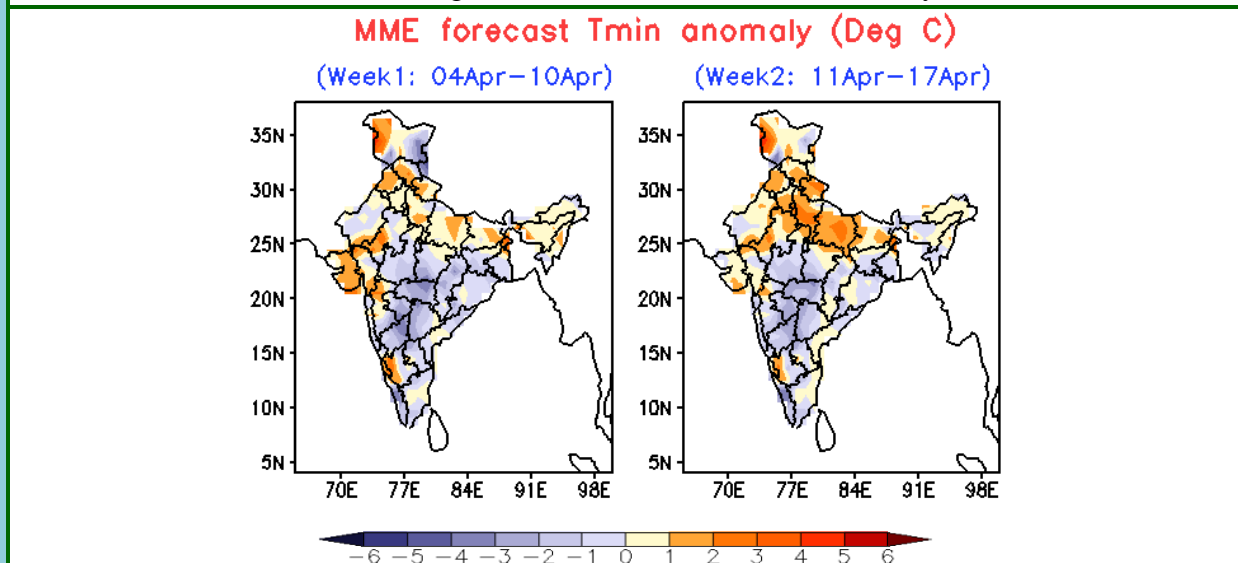 MME forecast Tmin anomaly (Deg C)
(Week1: 04Apr–10Apr) (Week2: 11Apr–17Apr)
35N 35N
30N 30N
25N 25N
20N 20N
15N 15N
10N 10N
5N 5N
70E 77E 84E 91E 98E 70E 77E 84E 91E 98E
−6 −5 −4 −3 −2 −1 0 1 2 3 4 5 6